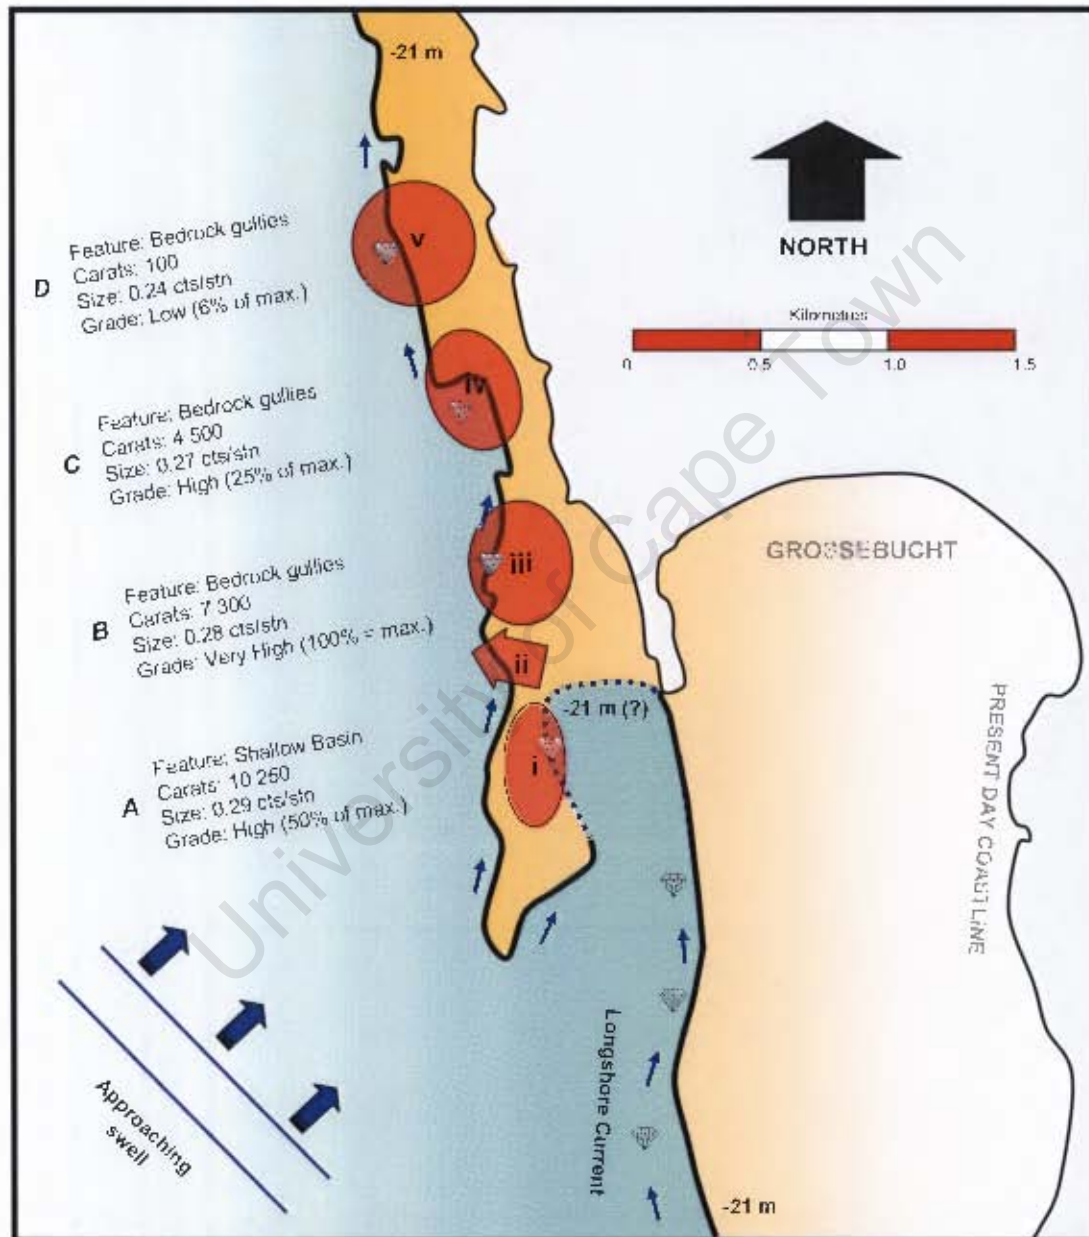 -21 m
NORTH
Kilometres
0 0.5 1.0 1.5
D
Feature: Bedrock gullies
Carats: 100
Size: 0.24 cts/stn
Grade: Low (6% of max.)
v
C
Feature: Bedrock gullies
Carats: 4 500
Size: 0.27 cts/stn
Grade: High (25% of max.)
iv
B
Feature: Bedrock gullies
Carats: 7 300
Size: 0.28 cts/stn
Grade: Very High (100% = max.)
iii
GROSSEBUCHT
ii
-21 m (?)
A
Feature: Shallow Basin
Carats: 10 250
Size: 0.29 cts/stn
Grade: High (50% of max.)
i
PRESENT DAY COASTLINE
Longshore Current
Approaching
swell
-21 m
University of Cape Town